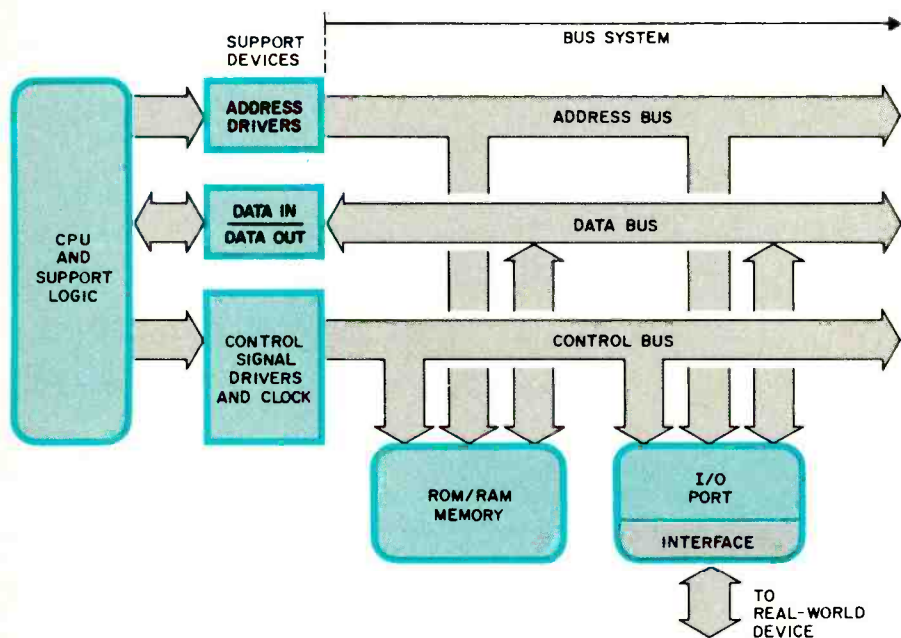 SUPPORT
DEVICES
BUS SYSTEM
CPU
AND
SUPPORT
LOGIC
ADDRESS
DRIVERS
ADDRESS BUS
DATA IN
DATA OUT
DATA BUS
CONTROL
SIGNAL
DRIVERS
AND CLOCK
CONTROL BUS
ROM/RAM
MEMORY
I/O
PORT
INTERFACE
TO
REAL-WORLD
DEVICE